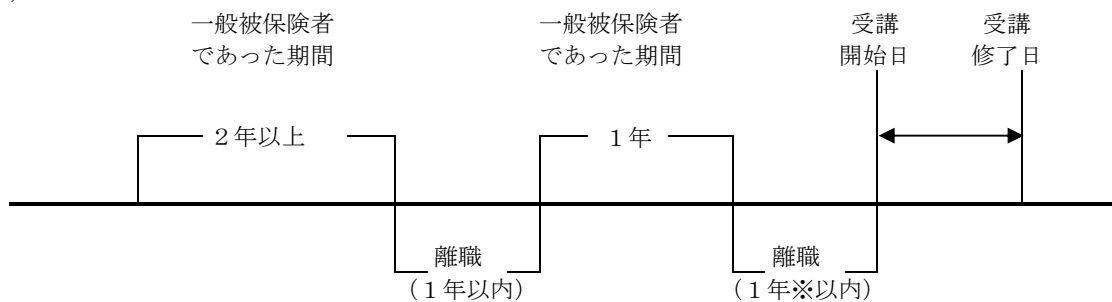 一般被保険者
であった期間
一般被保険者
であった期間
受講
開始日
受講
修了日
２年以上
１年
離職
（１年以内）
離職
（１年※以内）